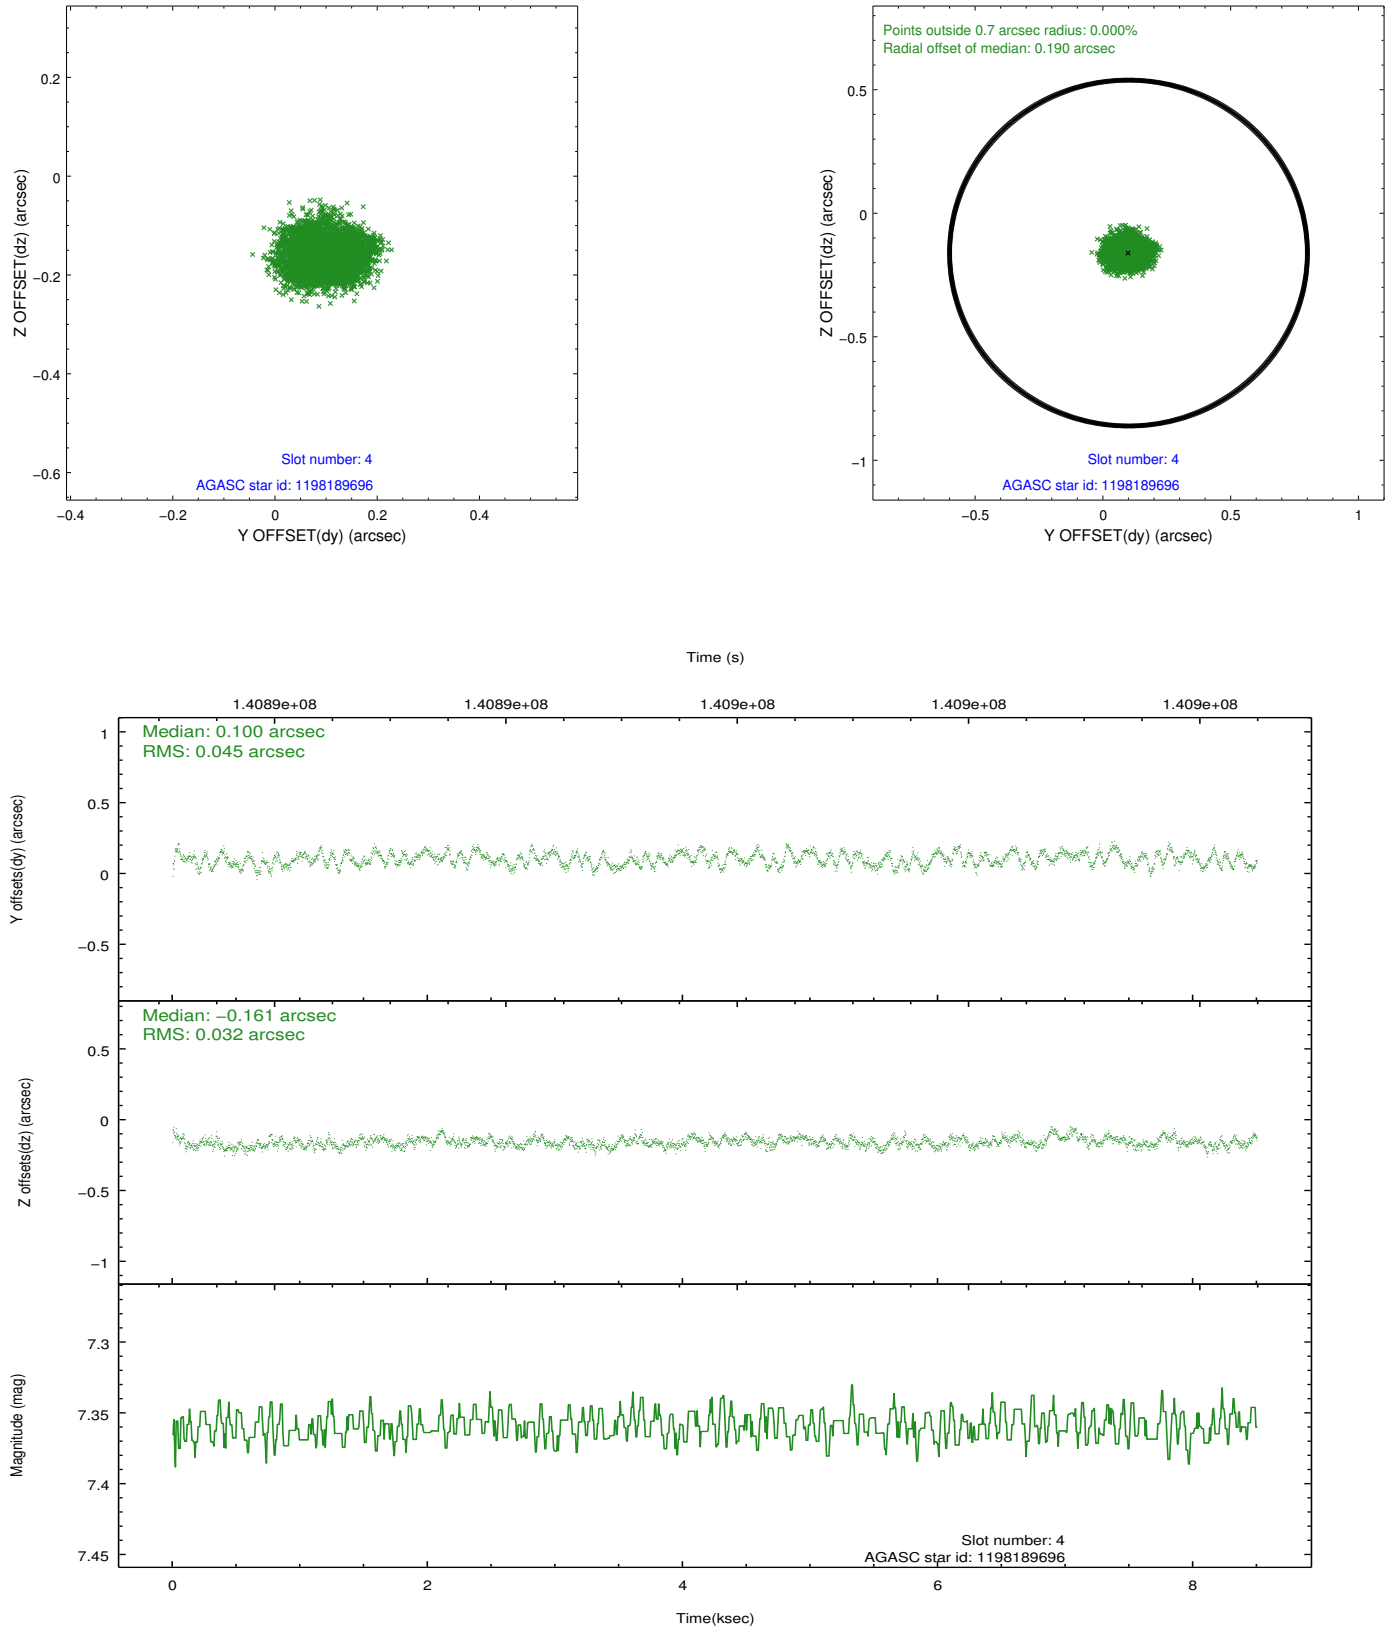 0.2
0
−0.2
−0.4
−0.6
Z OFFSET(dz) (arcsec)
Slot number: 4
AGASC star id: 1198189696
−0.4
−0.2
0
0.2
0.4
Y OFFSET(dy) (arcsec)
Points outside 0.7 arcsec radius: 0.000%
Radial offset of median: 0.190 arcsec
0.5
0
−0.5
−1
Z OFFSET(dz) (arcsec)
Slot number: 4
AGASC star id: 1198189696
−0.5
0
0.5
1
Y OFFSET(dy) (arcsec)
Time (s)
1.4089e+08
1.4089e+08
1.409e+08
1.409e+08
1.409e+08
Median: 0.100 arcsec
RMS: 0.045 arcsec
1
0.5
0
−0.5
Y offsets(dy) (arcsec)
Median: −0.161 arcsec
RMS: 0.032 arcsec
0.5
0
−0.5
−1
Z offsets(dz) (arcsec)
7.3
7.35
7.4
7.45
Magnitude (mag)
Slot number: 4
AGASC star id: 1198189696
0
2
4
6
8
Time(ksec)